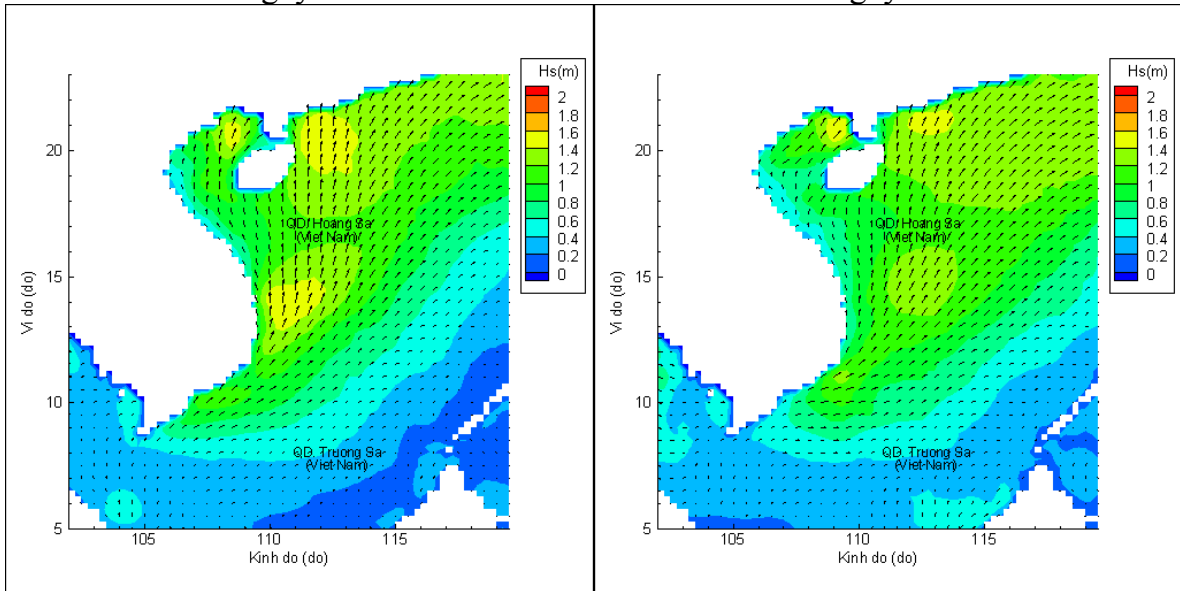 Hs(m)
2
1.8
1.6
1.4
1.2
1
0.8
0.6
0.4
0.2
0
20
15
10
5
Vi do (do)
QD. Hoang Sa
(Viet Nam)
QD. Truong Sa
(Viet Nam)
105
110
115
Kinh do (do)
Hs(m)
2
1.8
1.6
1.4
1.2
1
0.8
0.6
0.4
0.2
0
20
15
10
5
Vi do (do)
QD. Hoang Sa
(Viet Nam)
QD. Truong Sa
(Viet Nam)
105
110
115
Kinh do (do)